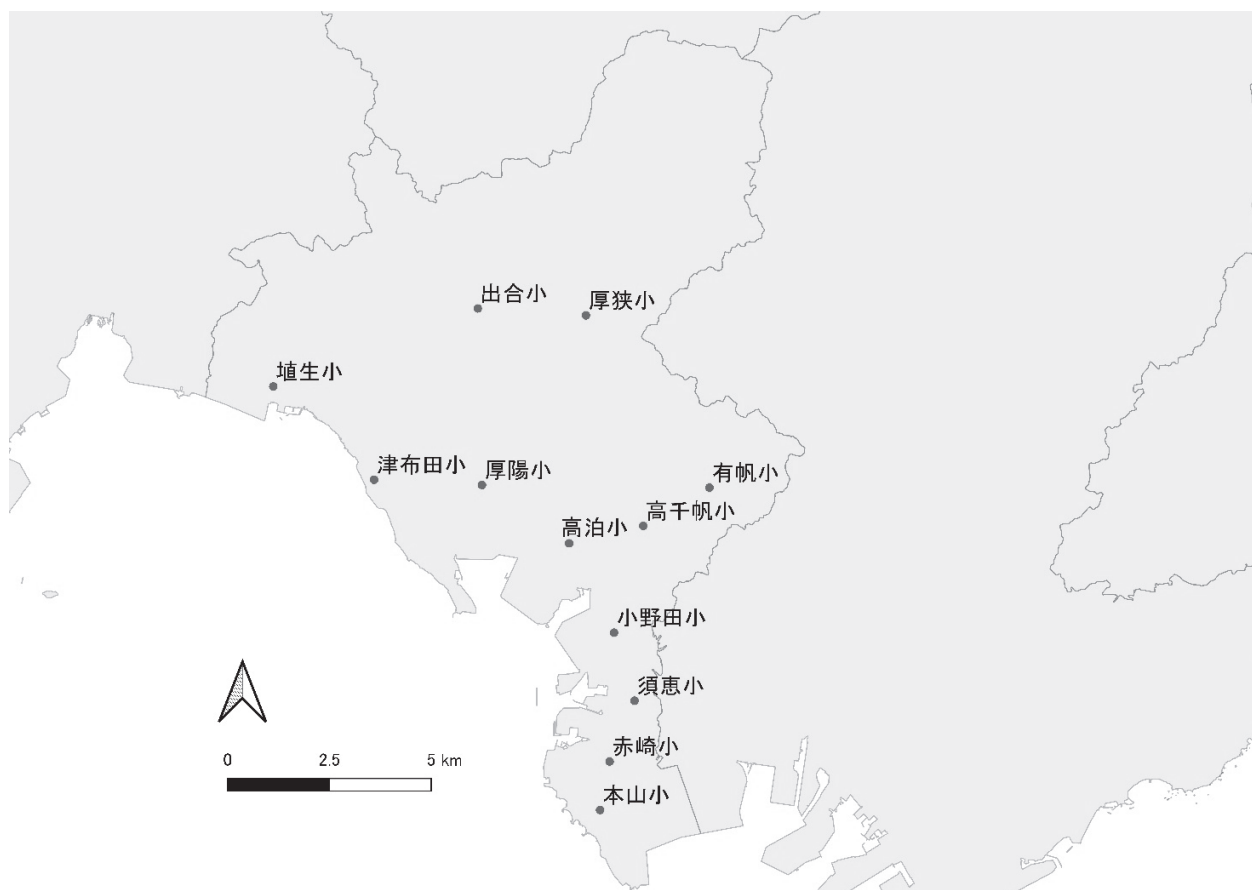 出合小
厚狭小
埴生小
津布田小
厚陽小
有帆小
高千帆小
高泊小
小野田小
須恵小
赤崎小
本山小
0 2.5 5 km